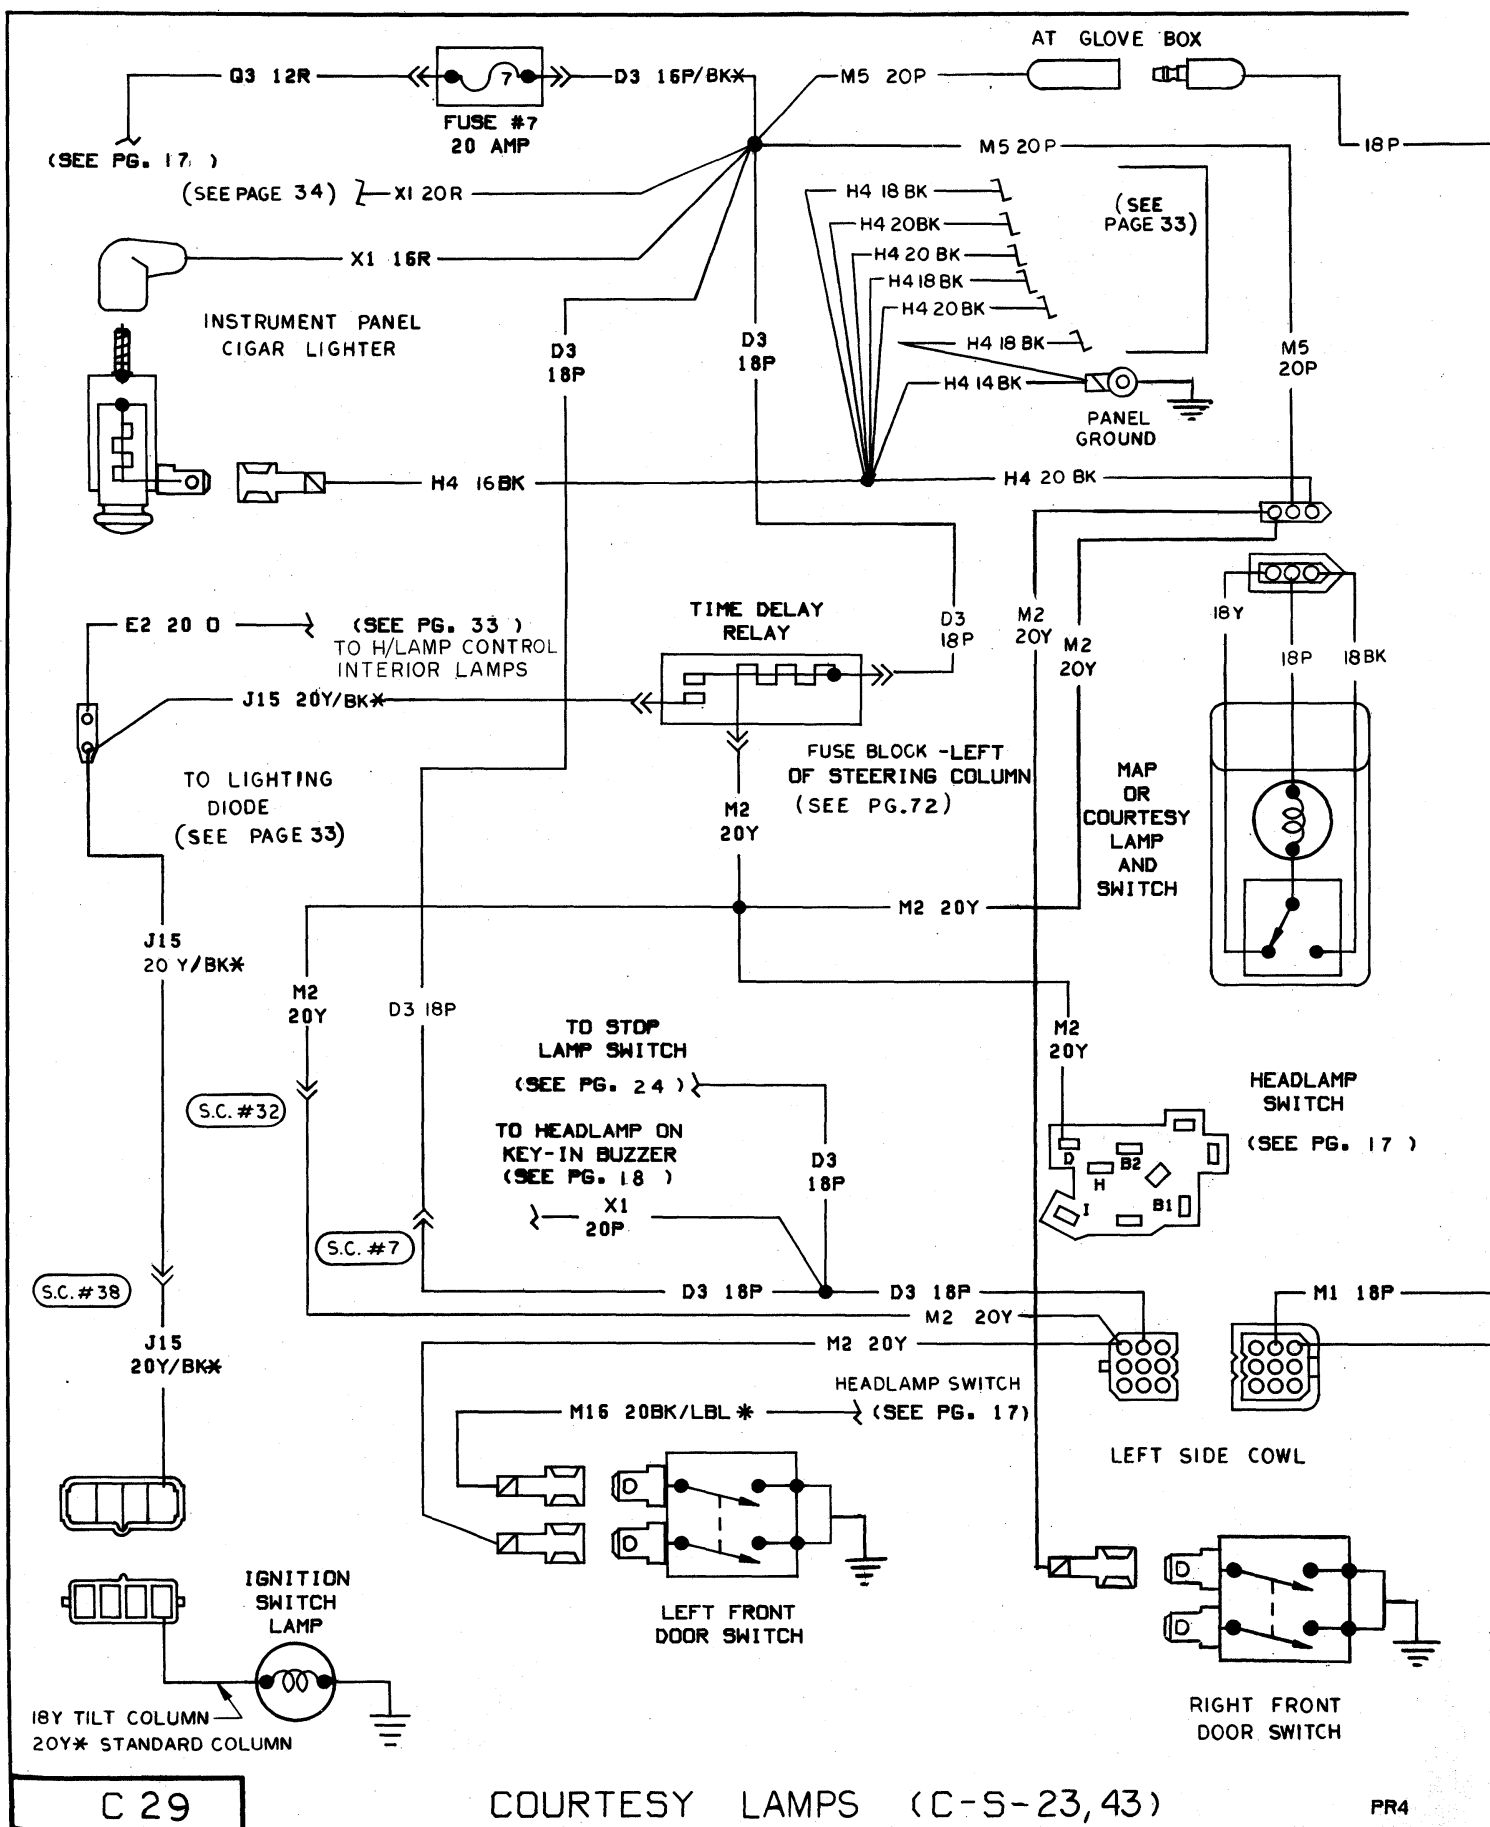 AT GLOVE BOX
Q3 12R
7
D3 16P/BK*
M5 20P
FUSE #7
20 AMP
(SEE PG. 17 )
M5 20P
18P
(SEE PAGE 34)
X1 20R
H4 18 BK
(SEE
PAGE 33)
H4 20BK
H4 20 BK
H4 18 BK
H4 20 BK
H4 18 BK
H4 14 BK
X1 16R
INSTRUMENT PANEL
CIGAR LIGHTER
D3
18P
D3
18P
M5
20P
PANEL
GROUND
H4 16BK
H4 20 BK
E2 20 O
(SEE PG. 33 )
TO H/LAMP CONTROL
INTERIOR LAMPS
TIME DELAY
RELAY
D3
18P
M2
20Y
M2
20Y
18Y
18P
18BK
J15 20Y/BK*
TO LIGHTING
DIODE
(SEE PAGE 33)
FUSE BLOCK -LEFT
OF STEERING COLUMN
(SEE PG.72)
M2
20Y
MAP
OR
COURTESY
LAMP
AND
SWITCH
M2 20Y
J15
20 Y/BK*
M2
20Y
D3 18P
TO STOP
LAMP SWITCH
(SEE PG. 24 )
M2
20Y
S.C. #32
TO HEADLAMP ON
KEY-IN BUZZER
(SEE PG. 18 )
X1
20P
D3
18P
HEADLAMP
SWITCH
(SEE PG. 17 )
D
B2
H
I
B1
S.C. #7
S.C. #38
D3 18P
D3 18P
M1 18P
M2 20Y
M2 20Y
J15
20Y/BK*
HEADLAMP SWITCH
M16 20BK/LBL *
(SEE PG. 17)
LEFT SIDE COWL
IGNITION
SWITCH
LAMP
LEFT FRONT
DOOR SWITCH
18Y TILT COLUMN
20Y* STANDARD COLUMN
RIGHT FRONT
DOOR SWITCH
C 29
COURTESY LAMPS (C-S-23,43)
PR4